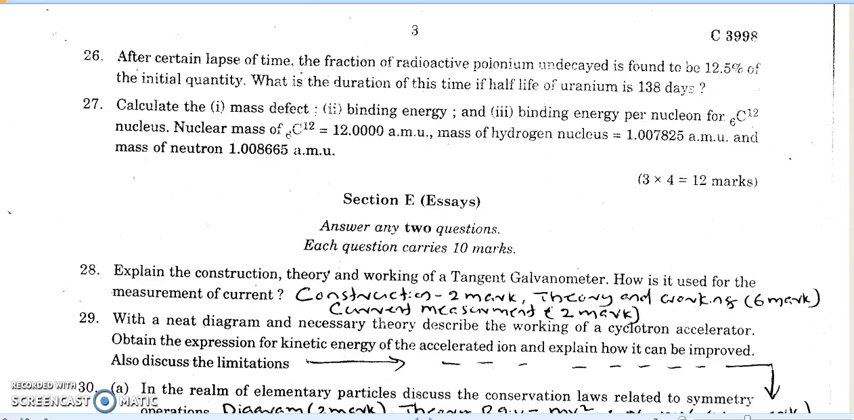 3
C 3998
26. After certain lapse of time, the fraction of radioactive polonium undecayed is found to be 12.5% of
the initial quantity. What is the duration of this time if half life of uranium is 138 days ?
27. Calculate the (i) mass defect ; (ii) binding energy ; and (iii) binding energy per nucleon for ₆C¹²
nucleus. Nuclear mass of ₆C¹² = 12.0000 a.m.u., mass of hydrogen nucleus = 1.007825 a.m.u. and
mass of neutron 1.008665 a.m.u.
(3 × 4 = 12 marks)
Section E (Essays)
Answer any two questions.
Each question carries 10 marks.
28. Explain the construction, theory and working of a Tangent Galvanometer. How is it used for the
measurement of current ? Construction - 2 mark, Theory and working (6 mark)
Current measurement (2 mark)
29. With a neat diagram and necessary theory describe the working of a cyclotron accelerator.
Obtain the expression for kinetic energy of the accelerated ion and explain how it can be improved.
Also discuss the limitations
30. (a) In the realm of elementary particles discuss the conservation laws related to symmetry
operations Diagram (2 mark) Theory
RECORDED WITH
SCREENCAST O MATIC